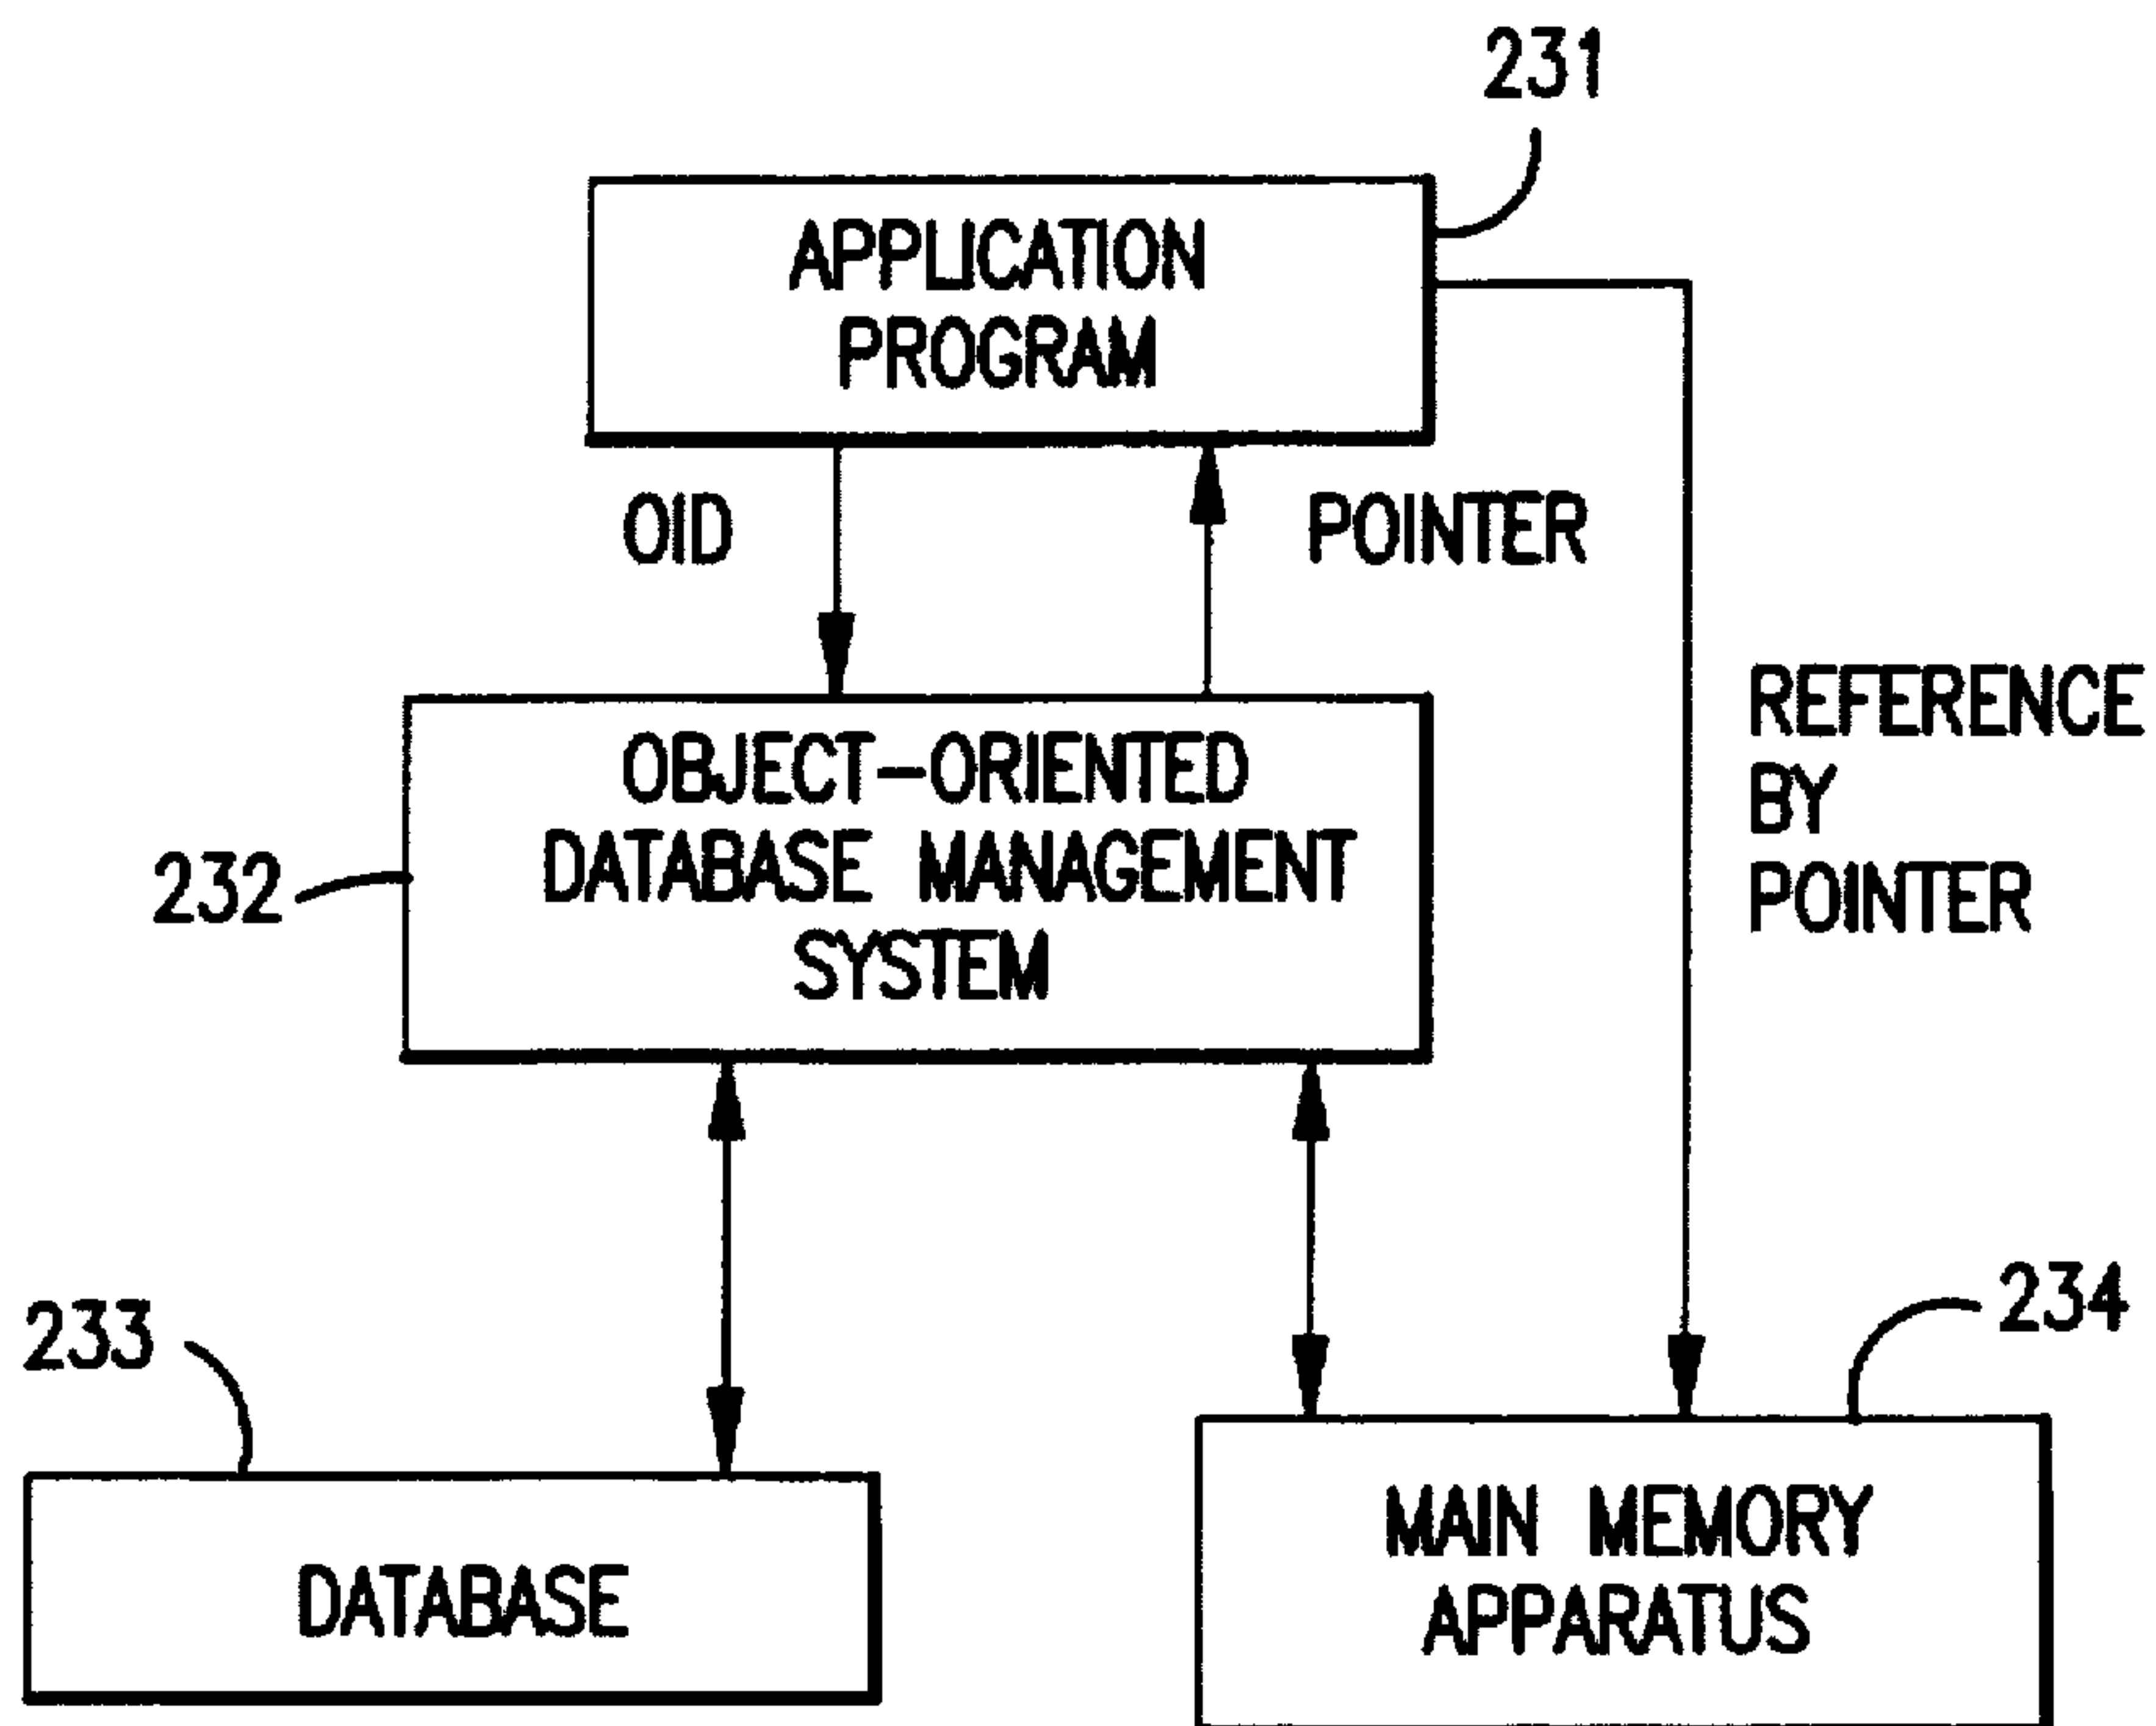 231
APPLICATION
PROGRAM
OID
POINTER
OBJECT-ORIENTED
DATABASE MANAGEMENT
SYSTEM
232
REFERENCE
BY
POINTER
233
234
DATABASE
MAIN MEMORY
APPARATUS